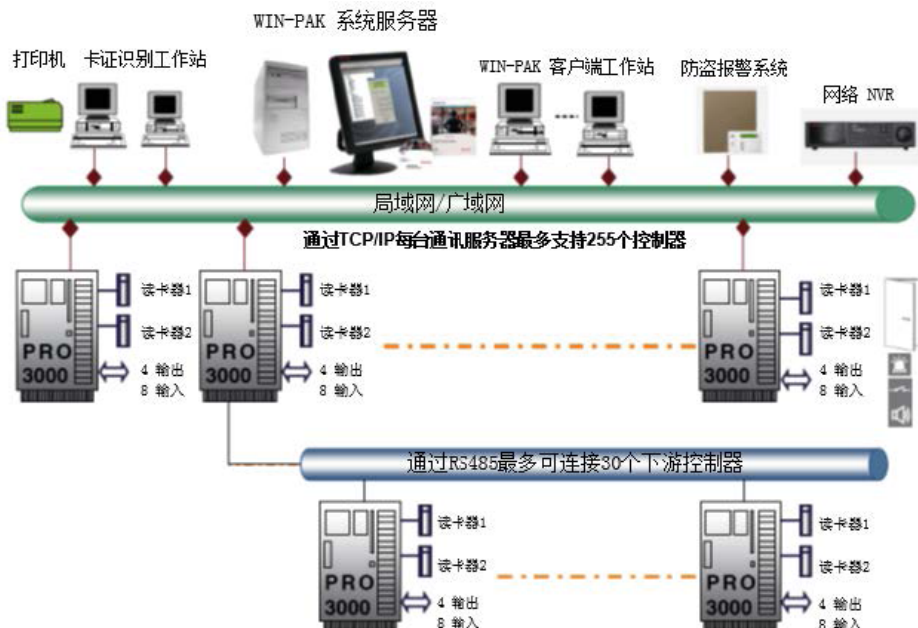 WIN-PAK 系统服务器
打印机 卡证识别工作站
WIN-PAK 客户端工作站
防盗报警系统
网络 NVR
局域网/广域网
通过TCP/IP每台通讯服务器最多支持255个控制器
读卡器1
读卡器2
PRO
3000
4 输出
8 输入
读卡器1
读卡器2
PRO
3000
4 输出
8 输入
读卡器1
读卡器2
PRO
3000
4 输出
8 输入
通过RS485最多可连接30个下游控制器
读卡器1
读卡器2
PRO
3000
4 输出
8 输入
读卡器1
读卡器2
PRO
3000
4 输出
8 输入